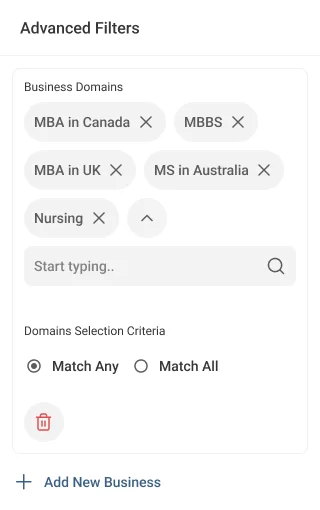 Advanced Filters
Business Domains
MBA in Canada
MBBS
MBA in UK
MS in Australia
Nursing
Start typing..
Domains Selection Criteria
Match Any
Match All
Add New Business